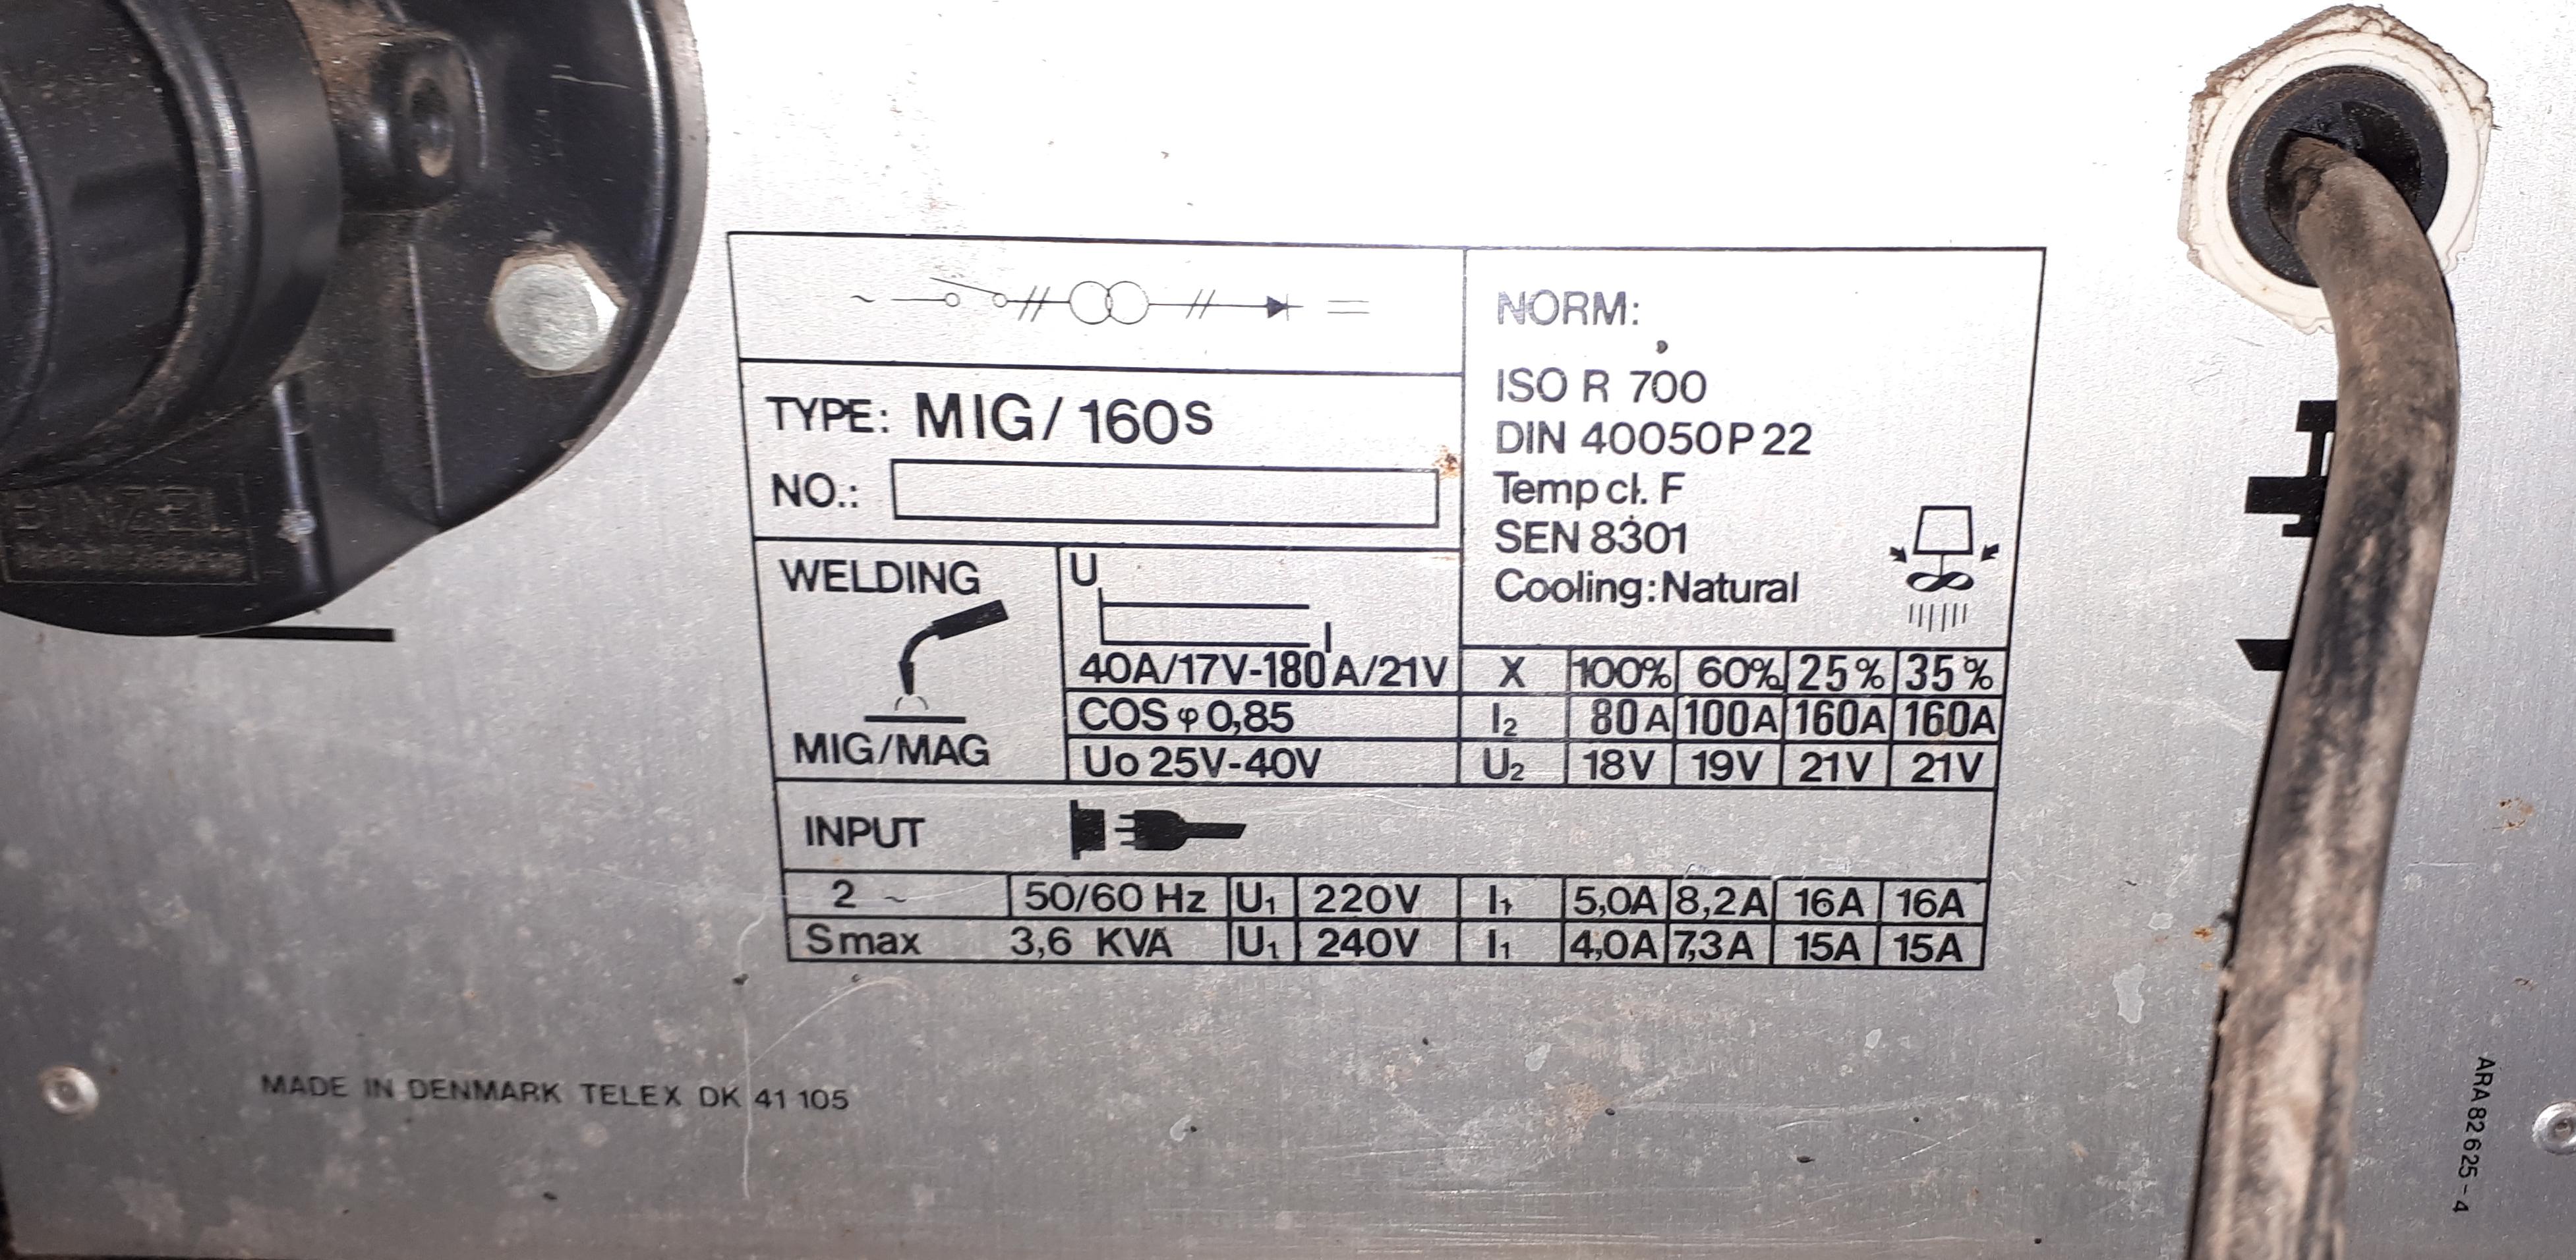 BINZEL
TYPE: MIG/160S
NO.:
NORM:
ISO R 700
DIN 40050P22
Temp cl. F
SEN 8301
Cooling:Natural
WELDING
MIG/MAG
U
I
40A/17V-180A/21V
COS φ 0,85
Uo 25V-40V
X 100% 60% 25% 35%
I2 80A 100A 160A 160A
U2 18V 19V 21V 21V
INPUT
2 ~ 50/60 Hz U1 220V I1 5,0A 8,2A 16A 16A
Smax 3,6 KVA U1 240V I1 4,0A 7,3A 15A 15A
MADE IN DENMARK TELEX DK 41 105
ARA 82625-4